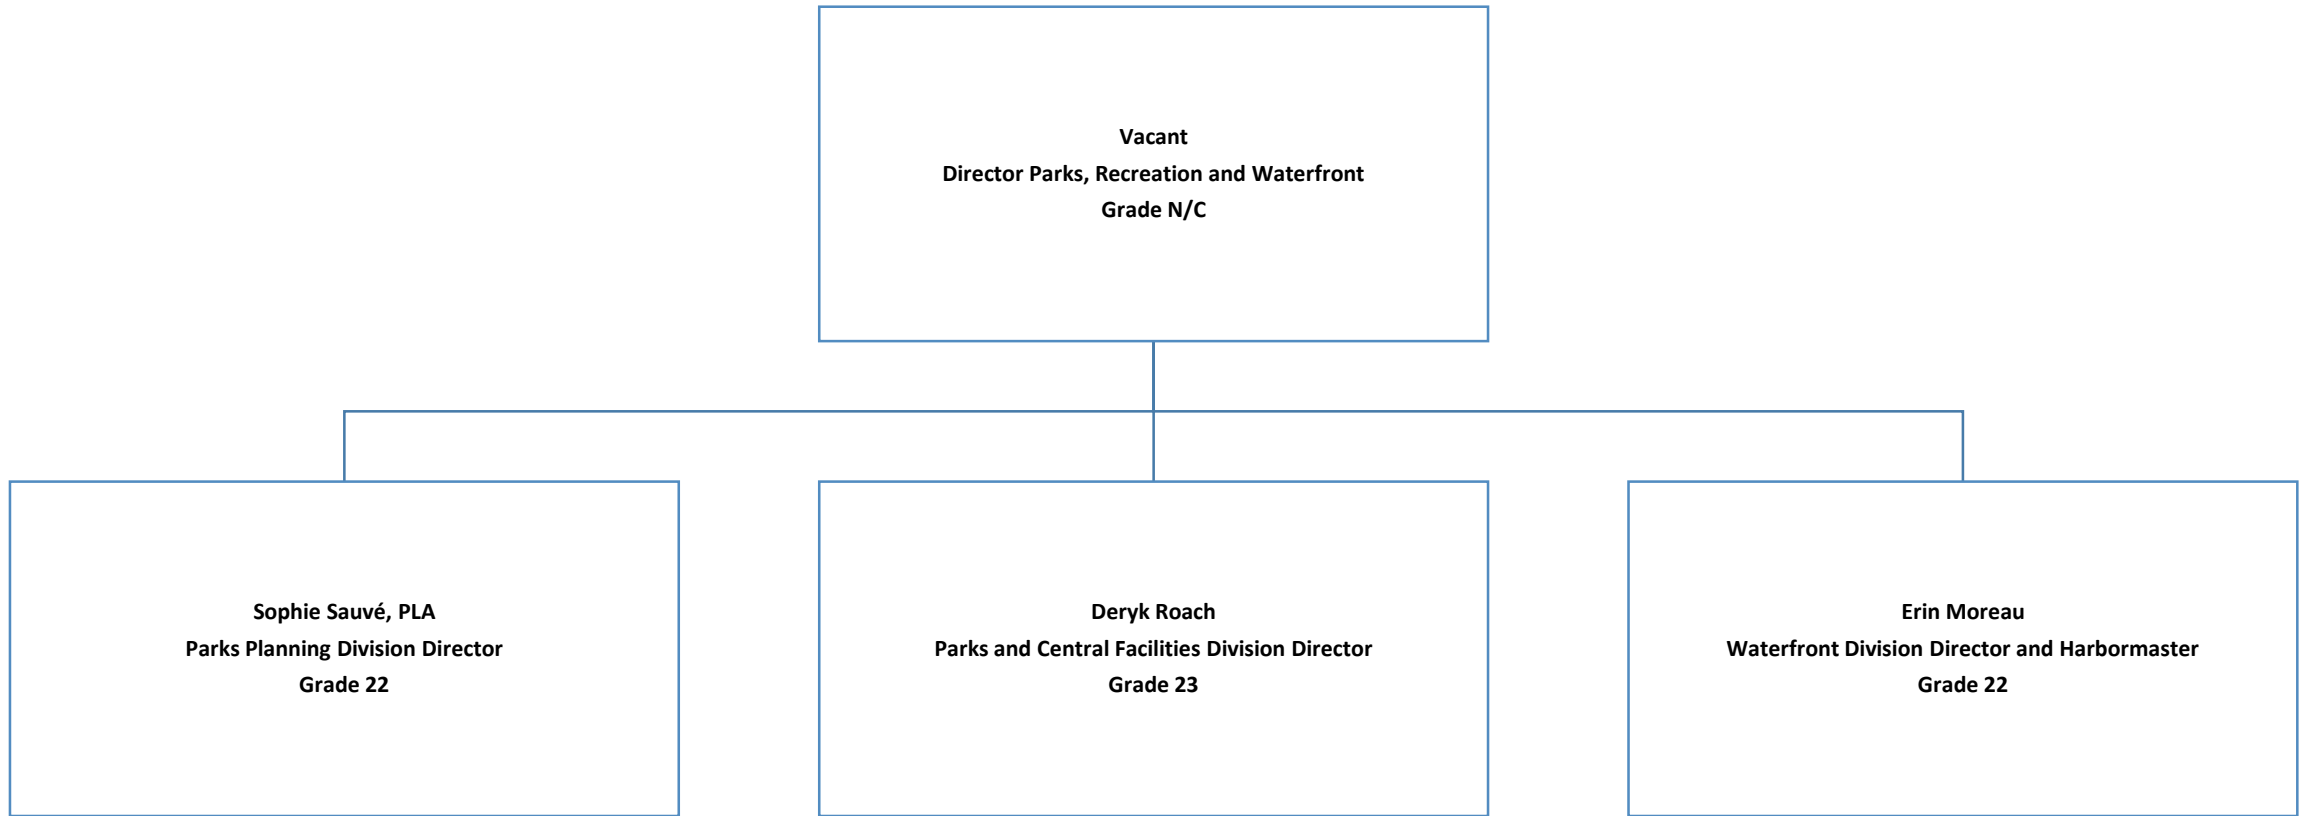 Vacant
Director Parks, Recreation and Waterfront
Grade N/C
Sophie Sauvé, PLA
Parks Planning Division Director
Grade 22
Deryk Roach
Parks and Central Facilities Division Director
Grade 23
Erin Moreau
Waterfront Division Director and Harbormaster
Grade 22